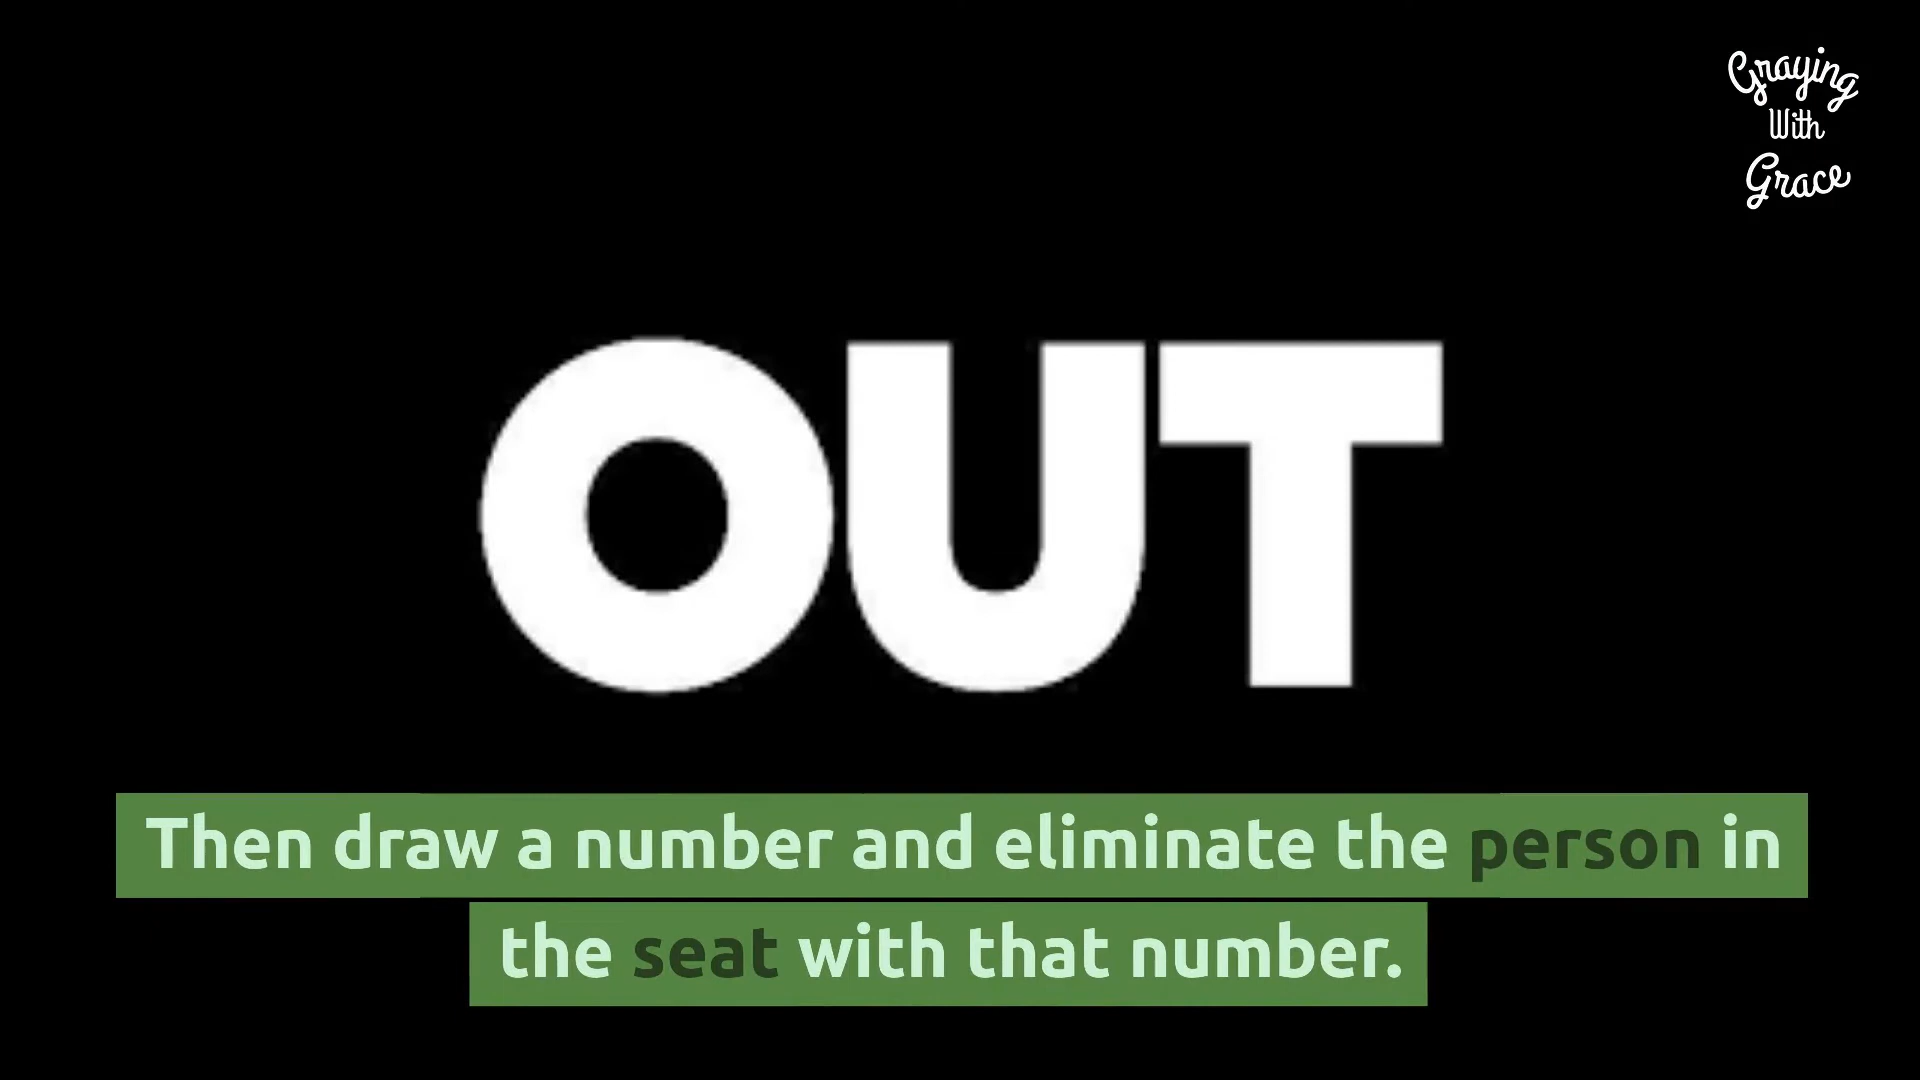 Graying
With
Grace
OUT
Then draw a number and eliminate the person in
the seat with that number.